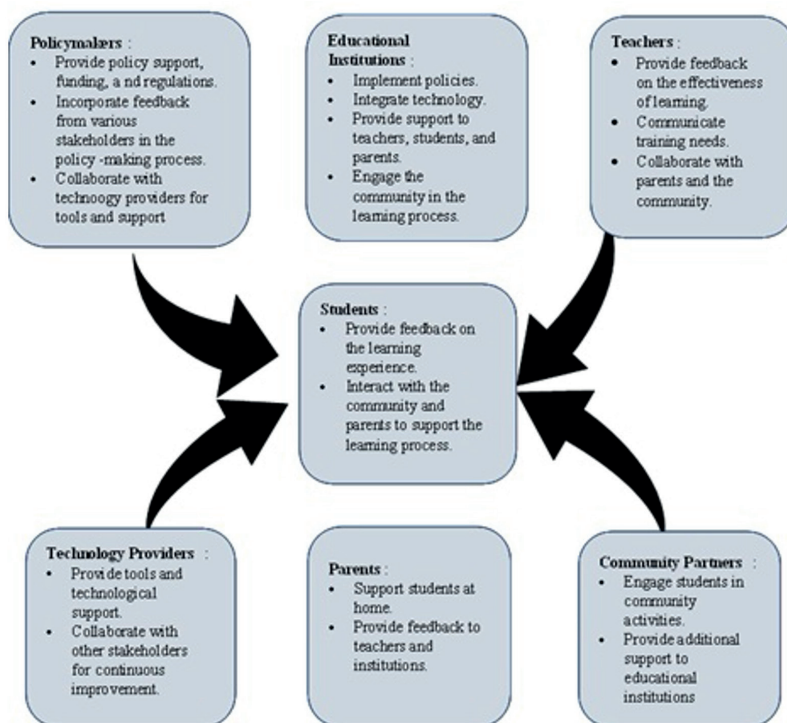 Policymakers :
• Provide policy support,
funding, a nd regulations.
• Incorporate feedback
from various
stakeholders in the
policy -making process.
• Collaborate with
technoogy providers for
tools and support
Educational
Institutions :
• Implement policies.
• Integrate technology.
• Provide support to
teachers, students, and
parents.
• Engage the
community in the
learning process.
Teachers :
• Provide feedback
on the effectiveness
of learning.
• Communicate
training needs.
• Collaborate with
parents and the
community.
Students :
• Provide feedback on
the learning
experience.
• Interact with the
community and
parents to support the
learning process.
Technology Providers :
• Provide tools and
technological
support.
• Collaborate with
other stakeholders
for continuous
improvement.
Parents :
• Support students at
home.
• Provide feedback to
teachers and
institutions.
Community Partners :
• Engage students in
community
activities.
• Provide additional
support to
educational
institutions